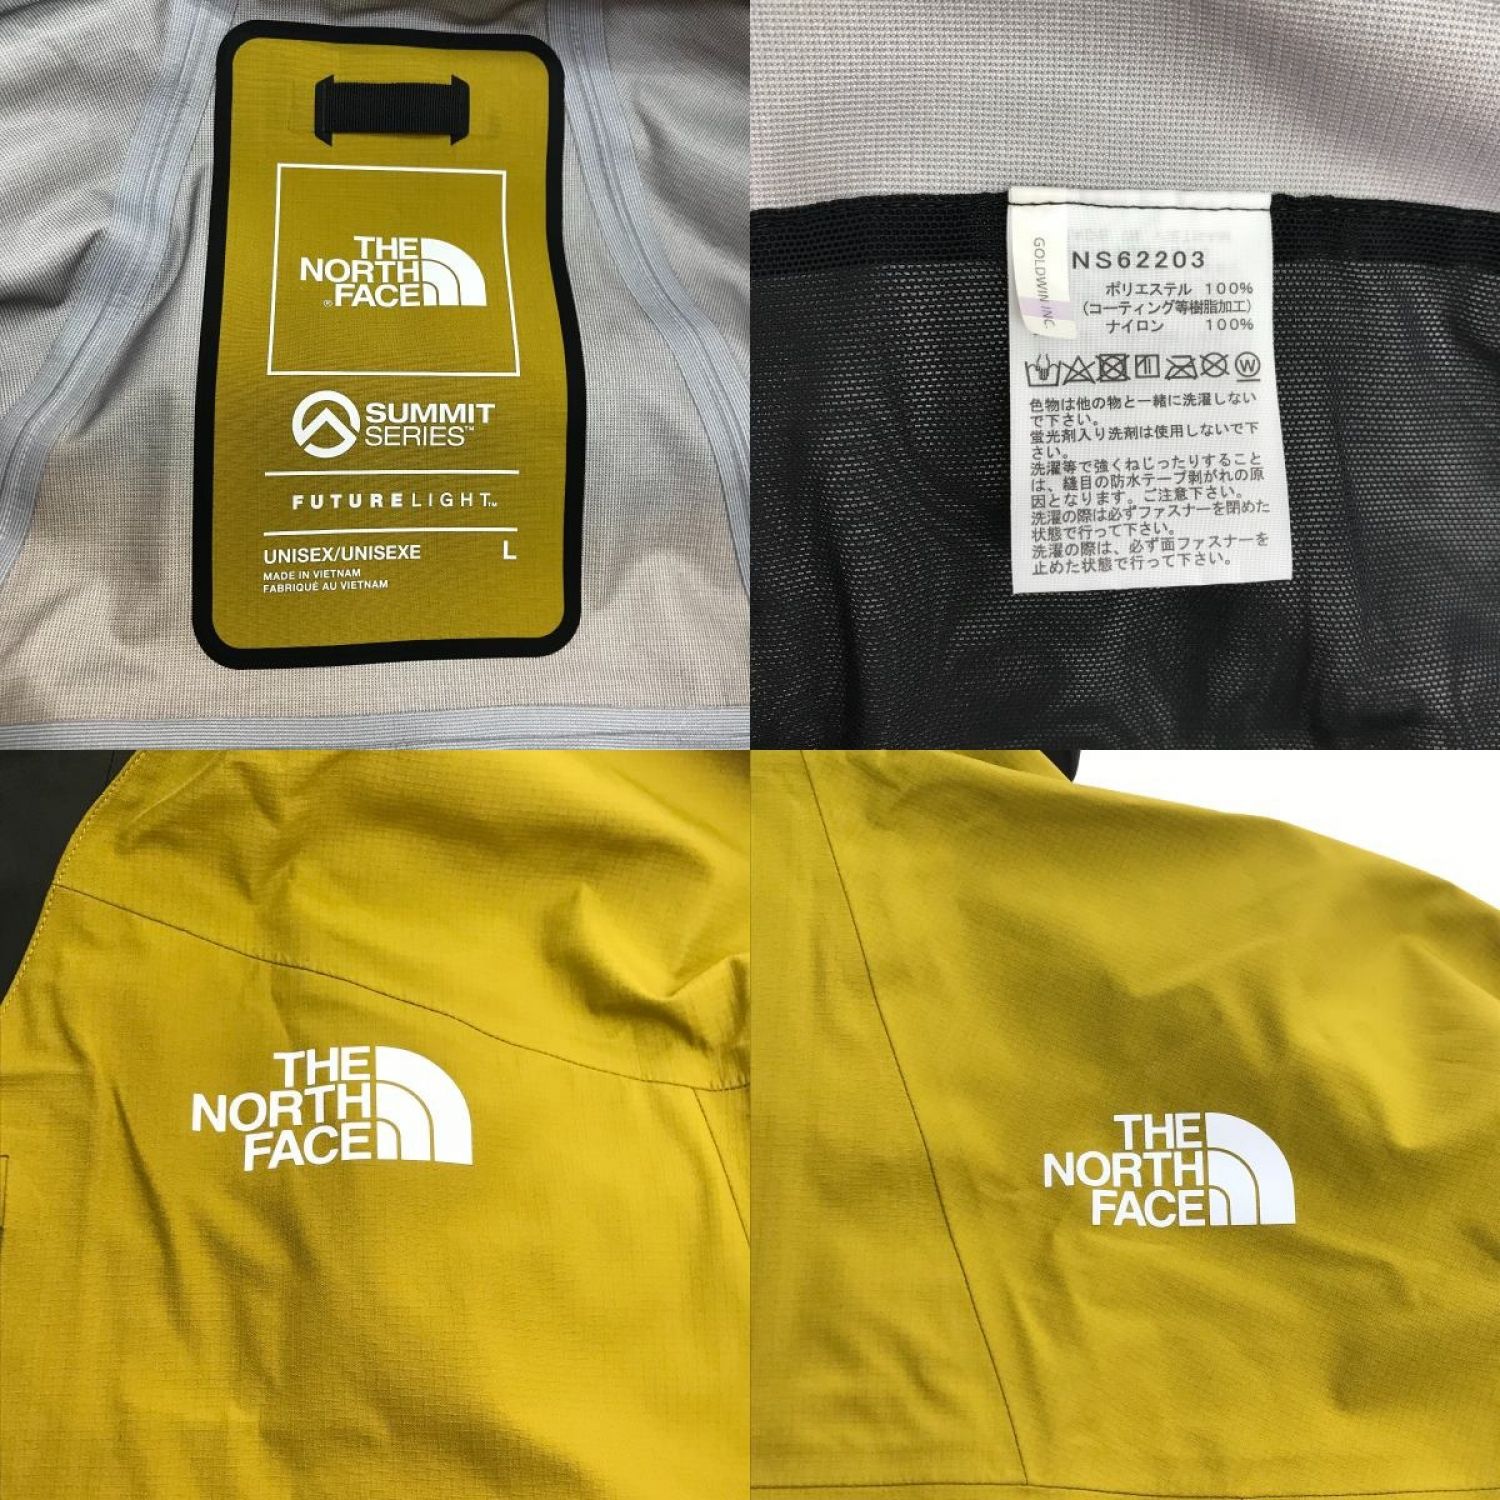 THE
NORTH
FACE
®
SUMMIT
SERIES™
FUTURELIGHT™
UNISEX/UNISEXE L
MADE IN VIETNAM
FABRIQUÉ AU VIETNAM
GOLDWIN INC.
NS62203
ポリエステル 100%
(コーティング等樹脂加工)
ナイロン 100%
W
色物は他の物と一緒に洗濯しない
で下さい。
蛍光剤入り洗剤は使用しないで下
さい。
洗濯等で強くねじったりすること
は、縫目の防水テープ剥がれの原
因となります。ご注意下さい。
洗濯の際は必ずファスナーを閉めた
状態で行って下さい。
洗濯の際は、必ず面ファスナーを
止めた状態で行って下さい。
THE
NORTH
FACE
THE
NORTH
FACE